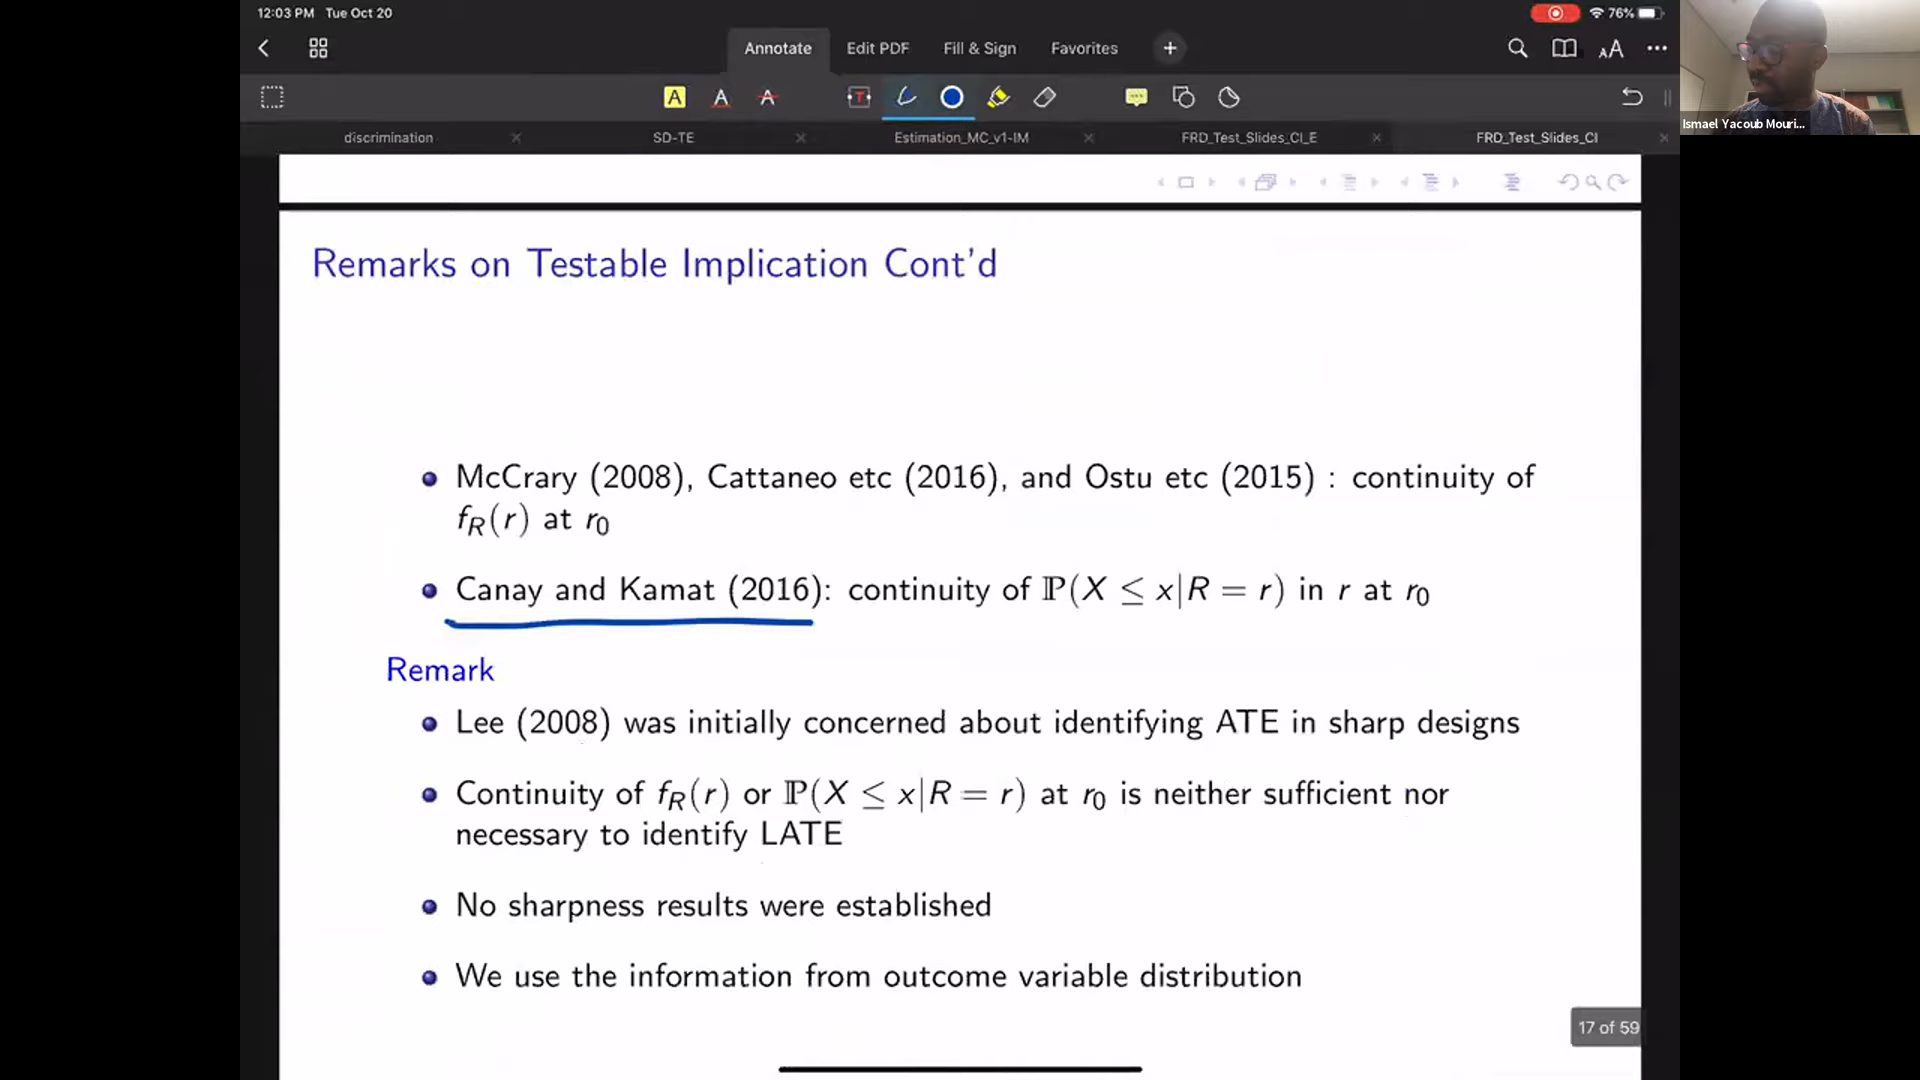 12:03 PM Tue Oct 20
76%
Annotate Edit PDF Fill & Sign Favorites
discrimination SD-TE Estimation_MC_v1-IM FRD_Test_Slides_CI_E FRD_Test_Slides_CI
Ismael Yacoub Mouri...
Remarks on Testable Implication Cont'd
McCrary (2008), Cattaneo etc (2016), and Ostu etc (2015) : continuity of
f_R(r) at r_0
Canay and Kamat (2016): continuity of ℙ(X ≤ x|R = r) in r at r_0
Remark
Lee (2008) was initially concerned about identifying ATE in sharp designs
Continuity of f_R(r) or ℙ(X ≤ x|R = r) at r_0 is neither sufficient nor
necessary to identify LATE
No sharpness results were established
We use the information from outcome variable distribution
17 of 59